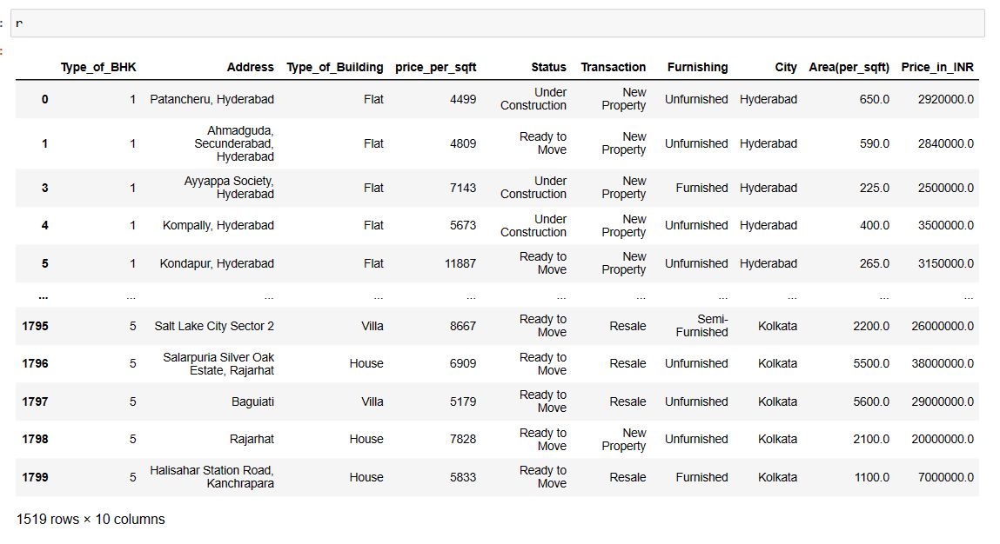 : r
:
Type_of_BHK Address Type_of_Building price_per_sqft Status Transaction Furnishing City Area(per_sqft) Price_in_INR
0 1 Patancheru, Hyderabad Flat 4499 Under Construction New Property Unfurnished Hyderabad 650.0 2920000.0
1 1 Ahmadguda, Secunderabad, Hyderabad Flat 4809 Ready to Move New Property Unfurnished Hyderabad 590.0 2840000.0
3 1 Ayyappa Society, Hyderabad Flat 7143 Under Construction New Property Furnished Hyderabad 225.0 2500000.0
4 1 Kompally, Hyderabad Flat 5673 Under Construction New Property Unfurnished Hyderabad 400.0 3500000.0
5 1 Kondapur, Hyderabad Flat 11887 Ready to Move New Property Unfurnished Hyderabad 265.0 3150000.0
... ... ... ... ... ... ... ... ... ... ...
1795 5 Salt Lake City Sector 2 Villa 8667 Ready to Move Resale Semi-Furnished Kolkata 2200.0 26000000.0
1796 5 Salarpuria Silver Oak Estate, Rajarhat House 6909 Ready to Move Resale Unfurnished Kolkata 5500.0 38000000.0
1797 5 Baguiati Villa 5179 Ready to Move Resale Unfurnished Kolkata 5600.0 29000000.0
1798 5 Rajarhat House 7828 Ready to Move New Property Unfurnished Kolkata 2100.0 20000000.0
1799 5 Halisahar Station Road, Kanchrapara House 5833 Ready to Move Resale Furnished Kolkata 1100.0 7000000.0
1519 rows × 10 columns